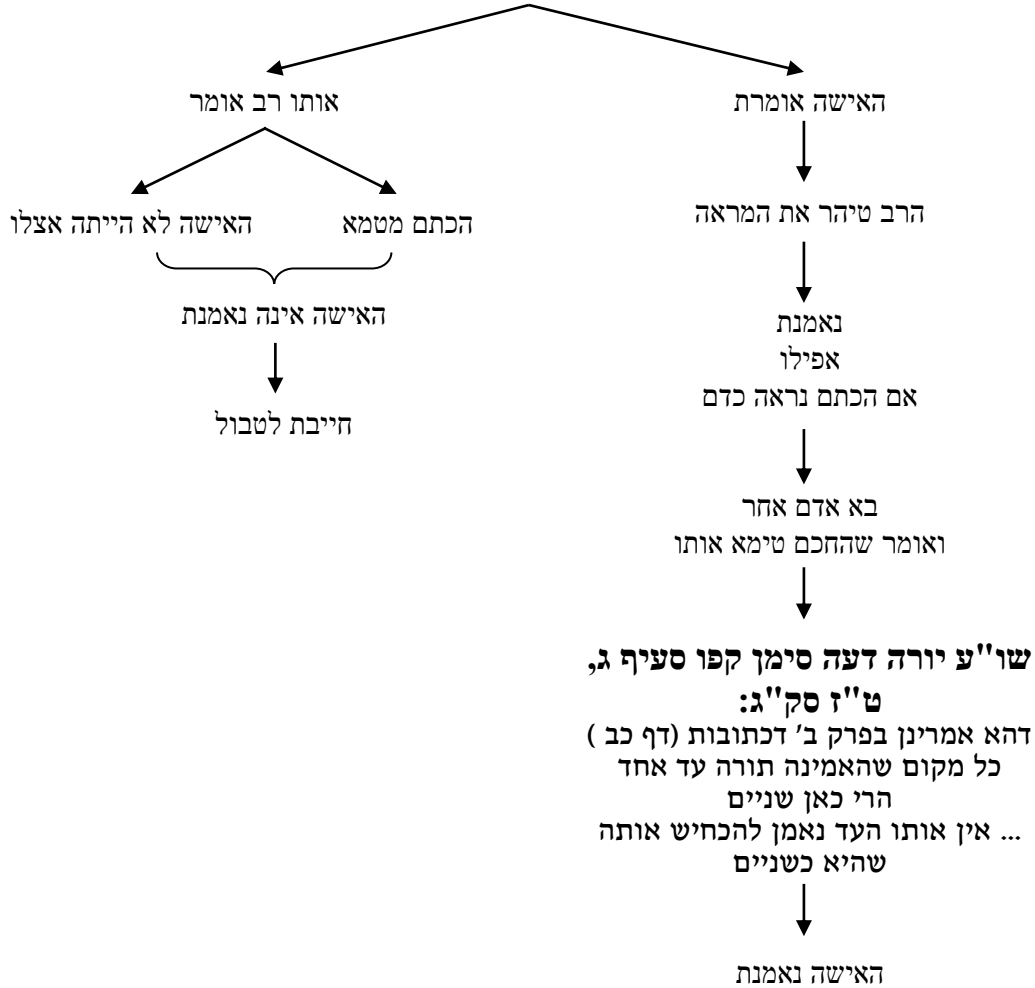 האישה אומרת
הרב טיהר את המראה
נאמנת
אפילו
אם הכתם נראה כדם
בא אדם אחר
ואומר שהחכם טימא אותו
שו"ע יורה דעה סימן קפו סעיף ג,
ט"ז סק"ג:
דהא אמרינן בפרק ב' דכתובות (דף כב )
כל מקום שהאמינה תורה עד אחד
הרי כאן שניים
... אין אותו העד נאמן להכחיש אותה
שהיא כשניים
האישה נאמנת
אותו רב אומר
הכתם מטמא
האישה לא הייתה אצלו
האישה אינה נאמנת
חייבת לטבול